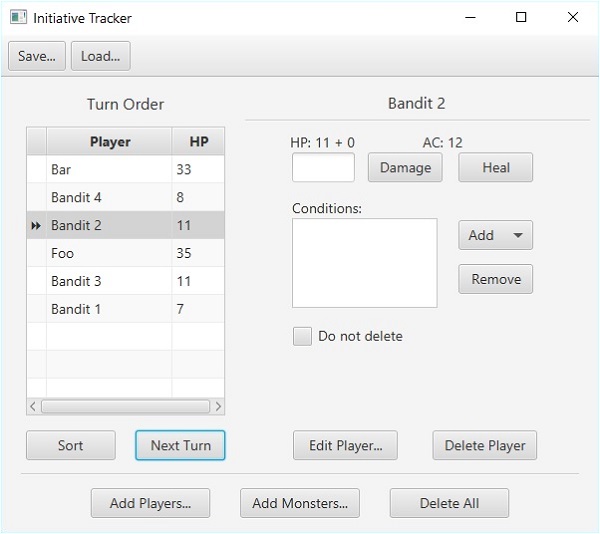 Initiative Tracker
Save... Load...
Turn Order
Player HP
Bar 33
Bandit 4 8
Bandit 2 11
Foo 35
Bandit 3 11
Bandit 1 7
Sort Next Turn
Bandit 2
HP: 11 + 0 AC: 12
Damage Heal
Conditions:
Add
Remove
Do not delete
Edit Player... Delete Player
Add Players... Add Monsters... Delete All